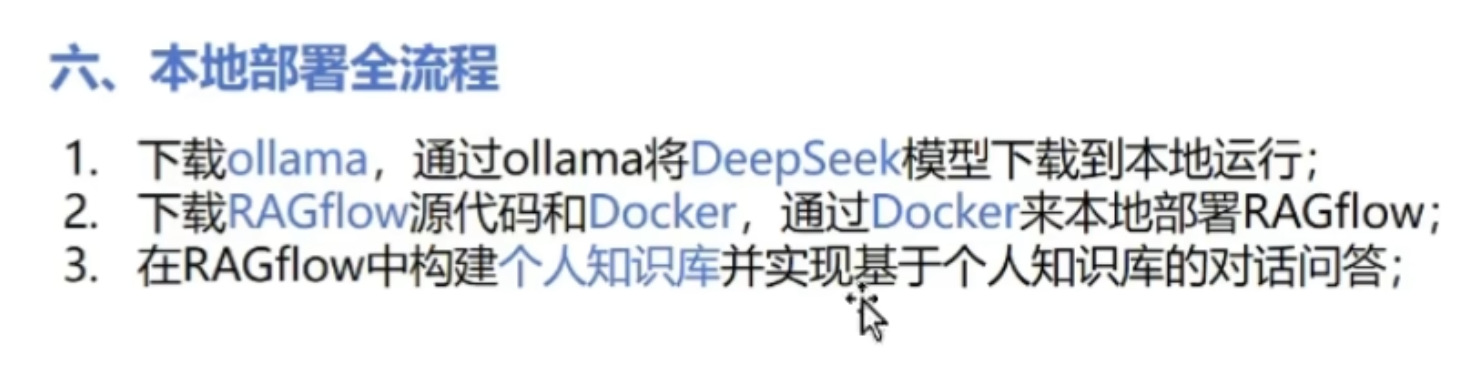 六、本地部署全流程
1. 下载ollama，通过ollama将DeepSeek模型下载到本地运行；
2. 下载RAGflow源代码和Docker，通过Docker来本地部署RAGflow；
3. 在RAGflow中构建个人知识库并实现基于个人知识库的对话问答；